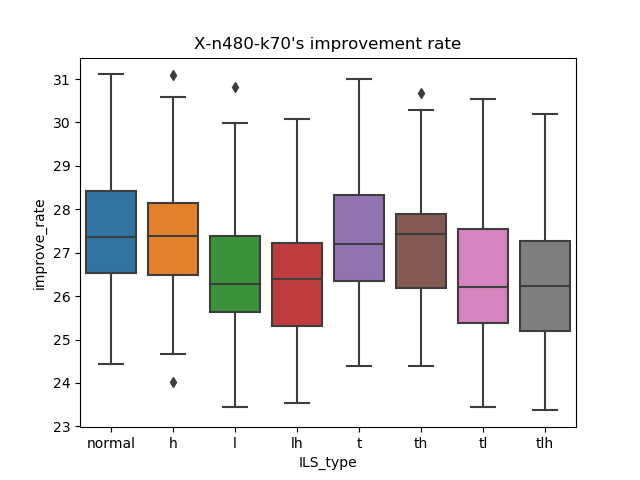 X-n480-k70's improvement rate
improve_rate
31
30
29
28
27
26
25
24
23
normal h l lh t th tl tlh
ILS_type